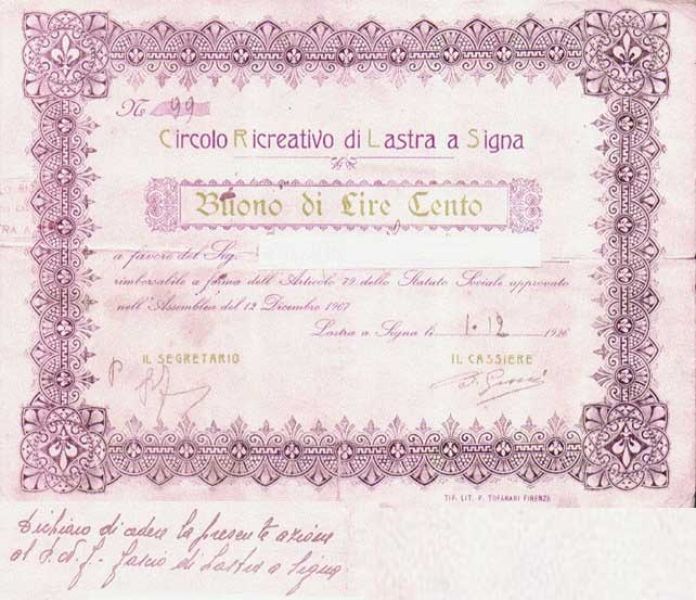 № 99
Circolo Ricreativo di Lastra a Signa
Buono di Lire Cento
a favore del Sig.
rimborsabile a forma dell'Articolo 79 dello Statuto Sociale approvato
nell'Assemblea del 12 Dicembre 1967
Lastra a Signa li 1-12 1926
IL SEGRETARIO
IL CASSIERE
TIP. LIT. F. TOFANARI FIRENZE
Dichiaro di cedere la presente azione
al P.N.F. fascio di Lastra a Signa